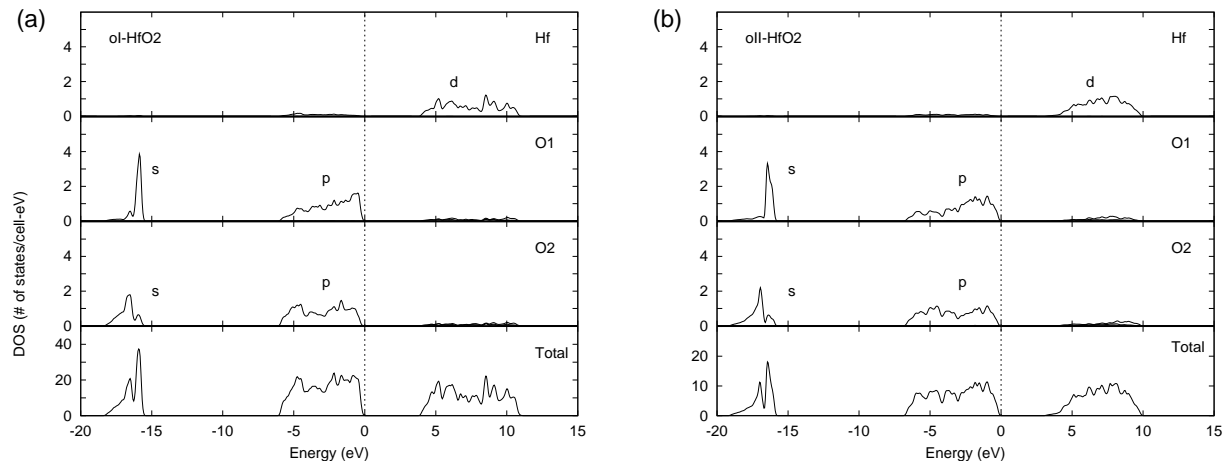 (a)
oI-HfO2
Hf
d
0
2
4
O1
s
p
0
2
4
O2
s
p
0
2
4
Total
0
20
40
-20 -15 -10 -5 0 5 10 15
Energy (eV)
DOS (# of states/cell-eV)
(b)
oII-HfO2
Hf
d
0
2
4
O1
s
p
0
2
4
O2
s
p
0
2
4
Total
0
10
20
-20 -15 -10 -5 0 5 10 15
Energy (eV)